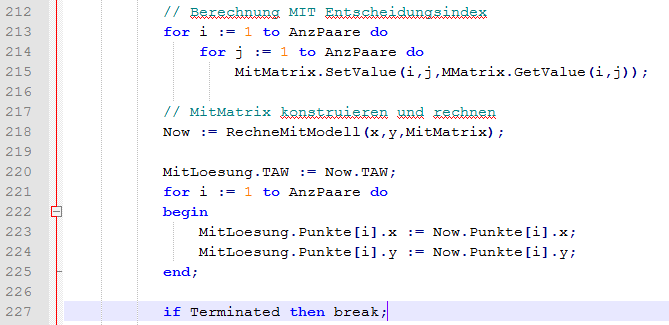 212 // Berechnung MIT Entscheidungsindex
213 for i := 1 to AnzPaare do
214 for j := 1 to AnzPaare do
215 MitMatrix.SetValue(i,j,MMatrix.GetValue(i,j));
216
217 // MitMatrix konstruieren und rechnen
218 Now := RechneMitModell(x,y,MitMatrix);
219
220 MitLoesung.TAW := Now.TAW;
221 for i := 1 to AnzPaare do
222 begin
223 MitLoesung.Punkte[i].x := Now.Punkte[i].x;
224 MitLoesung.Punkte[i].y := Now.Punkte[i].y;
225 end;
226
227 if Terminated then break;